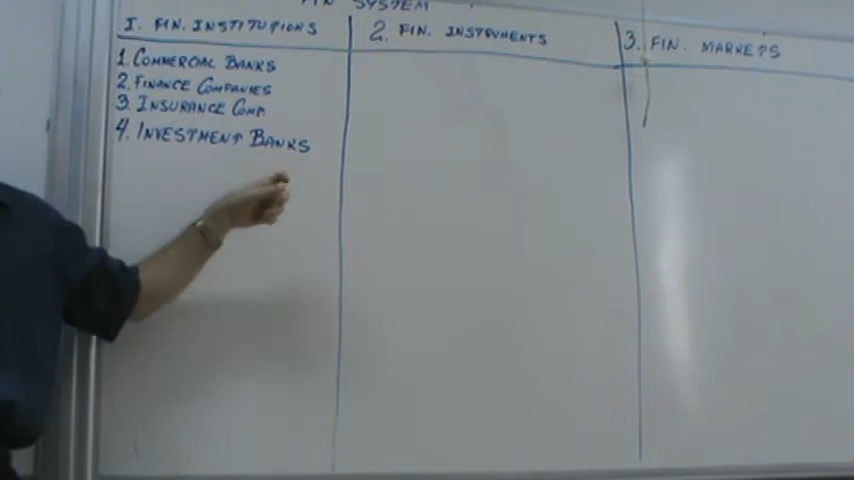 FIN SYSTEM
I. FIN. INSTITUTIONS
2. FIN. INSTRUMENTS
3. FIN. MARKETS
1. COMMERCIAL BANKS
2. FINANCE COMPANIES
3. INSURANCE COMP.
4. INVESTMENT BANKS